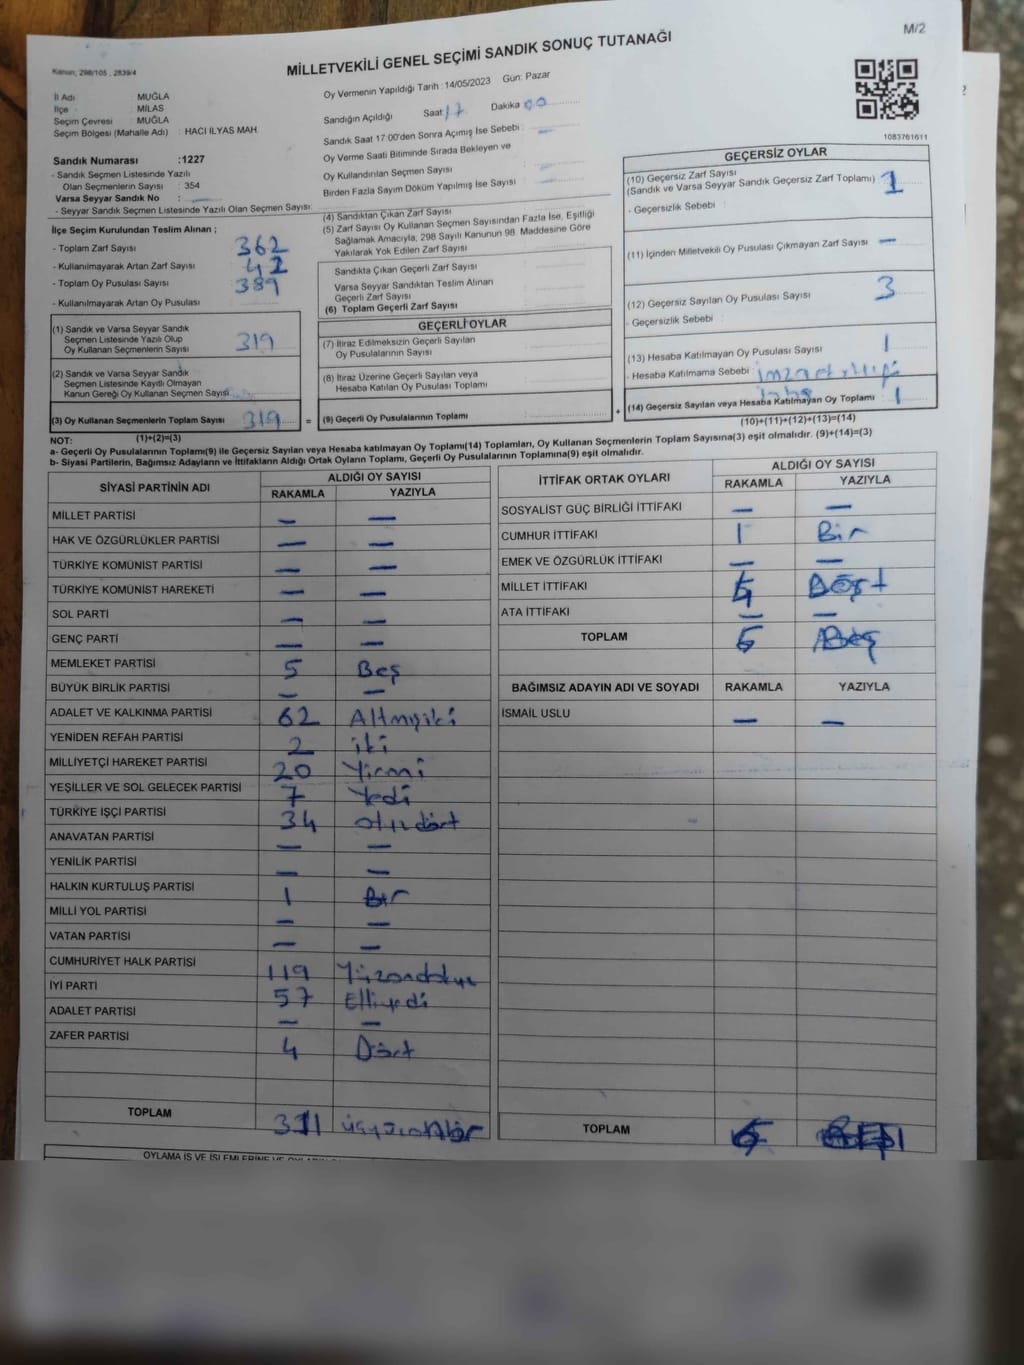 M/2
MİLLETVEKİLİ GENEL SEÇİMİ SANDIK SONUÇ TUTANAĞI
Kanun; 298/105 , 2839/4
İl Adı : MUĞLA
İlçe : MİLAS
Seçim Çevresi : MUĞLA
Seçim Bölgesi (Mahalle Adı) : HACI İLYAS MAH.
Sandık Numarası :1227
- Sandık Seçmen Listesinde Yazılı
Olan Seçmenlerin Sayısı : 354
Varsa Seyyar Sandık No :
- Seyyar Sandık Seçmen Listesinde Yazılı Olan Seçmen Sayısı:
Oy Vermenin Yapıldığı Tarih : 14/05/2023 Gün: Pazar
Sandığın Açıldığı Saat 17 Dakika 00
Sandık Saat 17:00'den Sonra Açımış İse Sebebi : —
Oy Verme Saati Bitiminde Sırada Bekleyen ve
Oy Kullandırılan Seçmen Sayısı : —
Birden Fazla Sayım Döküm Yapılmış İse Sayısı : —
1083761611
İlçe Seçim Kurulundan Teslim Alınan ;
- Toplam Zarf Sayısı : 362
- Kullanılmayarak Artan Zarf Sayısı : 42
- Toplam Oy Pusulası Sayısı : 389
- Kullanılmayarak Artan Oy Pusulası :
(1) Sandık ve Varsa Seyyar Sandık
Seçmen Listesinde Yazılı Olup
Oy Kullanan Seçmenlerin Sayısı 319
(2) Sandık ve Varsa Seyyar Sandık
Seçmen Listesinde Kayıtlı Olmayan
Kanun Gereği Oy Kullanan Seçmen Sayısı
(3) Oy Kullanan Seçmenlerin Toplam Sayısı 319 =
(1)+(2)=(3)
(4) Sandıktan Çıkan Zarf Sayısı
(5) Zarf Sayısı Oy Kullanan Seçmen Sayısından Fazla İse, Eşitliği
Sağlamak Amacıyla, 298 Sayılı Kanunun 98. Maddesine Göre
Yakılarak Yok Edilen Zarf Sayısı
Sandıkta Çıkan Geçerli Zarf Sayısı
Varsa Seyyar Sandıktan Teslim Alınan
Geçerli Zarf Sayısı
(6) Toplam Geçerli Zarf Sayısı
GEÇERLİ OYLAR
(7) İtiraz Edilmeksizin Geçerli Sayılan
Oy Pusulalarının Sayısı
(8) İtiraz Üzerine Geçerli Sayılan veya
Hesaba Katılan Oy Pusulası Toplamı
(9) Geçerli Oy Pusulalarının Toplamı +
GEÇERSİZ OYLAR
(10) Geçersiz Zarf Sayısı
(Sandık ve Varsa Seyyar Sandık Geçersiz Zarf Toplamı) 1
- Geçersizlik Sebebi :
(11) İçinden Milletvekili Oy Pusulası Çıkmayan Zarf Sayısı —
(12) Geçersiz Sayılan Oy Pusulası Sayısı 3
- Geçersizlik Sebebi :
(13) Hesaba Katılmayan Oy Pusulası Sayısı 1
- Hesaba Katılmama Sebebi :
(14) Geçersiz Sayılan veya Hesaba Katılmayan Oy Toplamı 1
(10)+(11)+(12)+(13)=(14)
NOT:
a- Geçerli Oy Pusulalarının Toplamı(9) ile Geçersiz Sayılan veya Hesaba katılmayan Oy Toplamı(14) Toplamları, Oy Kullanan Seçmenlerin Toplam Sayısına(3) eşit olmalıdır. (9)+(14)=(3)
b- Siyasi Partilerin, Bağımsız Adayların ve İttifakların Aldığı Ortak Oyların Toplamı, Geçerli Oy Pusulalarının Toplamına(9) eşit olmalıdır.
SİYASİ PARTİNİN ADI ALDIĞI OY SAYISI
RAKAMLA YAZIYLA
MİLLET PARTİSİ — —
HAK VE ÖZGÜRLÜKLER PARTİSİ — —
TÜRKİYE KOMÜNİST PARTİSİ — —
TÜRKİYE KOMÜNİST HAREKETİ — —
SOL PARTİ — —
GENÇ PARTİ — —
MEMLEKET PARTİSİ 5 Beş
BÜYÜK BİRLİK PARTİSİ — —
ADALET VE KALKINMA PARTİSİ 62 Altmışiki
YENİDEN REFAH PARTİSİ 2 iki
MİLLİYETÇİ HAREKET PARTİSİ 20 Yirmi
YEŞİLLER VE SOL GELECEK PARTİSİ 7 Yedi
TÜRKİYE İŞÇİ PARTİSİ 34 Otuzdört
ANAVATAN PARTİSİ — —
YENİLİK PARTİSİ — —
HALKIN KURTULUŞ PARTİSİ 1 Bir
MİLLİ YOL PARTİSİ — —
VATAN PARTİSİ — —
CUMHURİYET HALK PARTİSİ 119 Yüzondokuz
İYİ PARTİ 57 Elliyedi
ADALET PARTİSİ — —
ZAFER PARTİSİ 4 Dört
TOPLAM 311 üçyüzonbir
İTTİFAK ORTAK OYLARI ALDIĞI OY SAYISI
RAKAMLA YAZIYLA
SOSYALİST GÜÇ BİRLİĞİ İTTİFAKI — —
CUMHUR İTTİFAKI 1 Bir
EMEK VE ÖZGÜRLÜK İTTİFAKI — —
MİLLET İTTİFAKI 4 Dört
ATA İTTİFAKI — —
TOPLAM 5 Beş
BAĞIMSIZ ADAYIN ADI VE SOYADI RAKAMLA YAZIYLA
İSMAİL USLU — —
TOPLAM